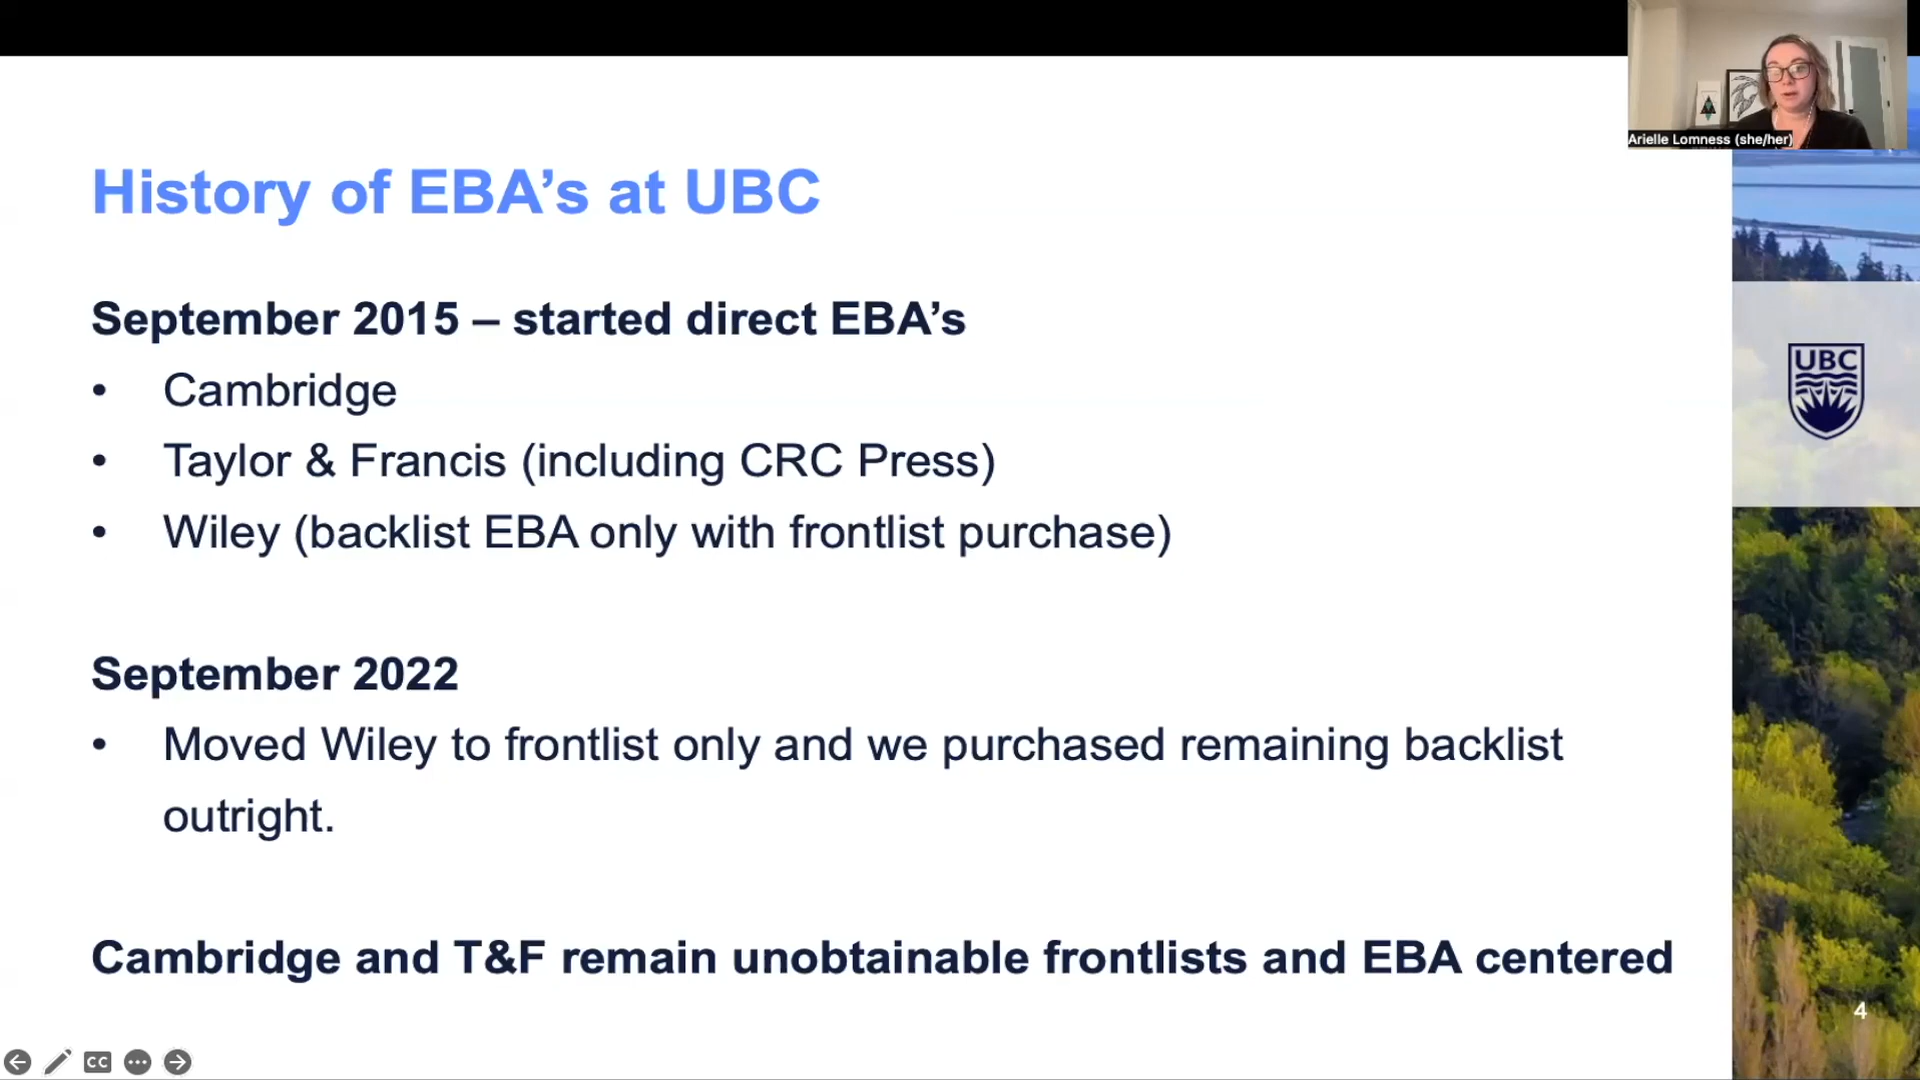 Arielle Lomness (she/her)
History of EBA’s at UBC
September 2015 – started direct EBA’s
• Cambridge
• Taylor & Francis (including CRC Press)
• Wiley (backlist EBA only with frontlist purchase)
September 2022
• Moved Wiley to frontlist only and we purchased remaining backlist
outright.
Cambridge and T&F remain unobtainable frontlists and EBA centered
UBC
4
CC